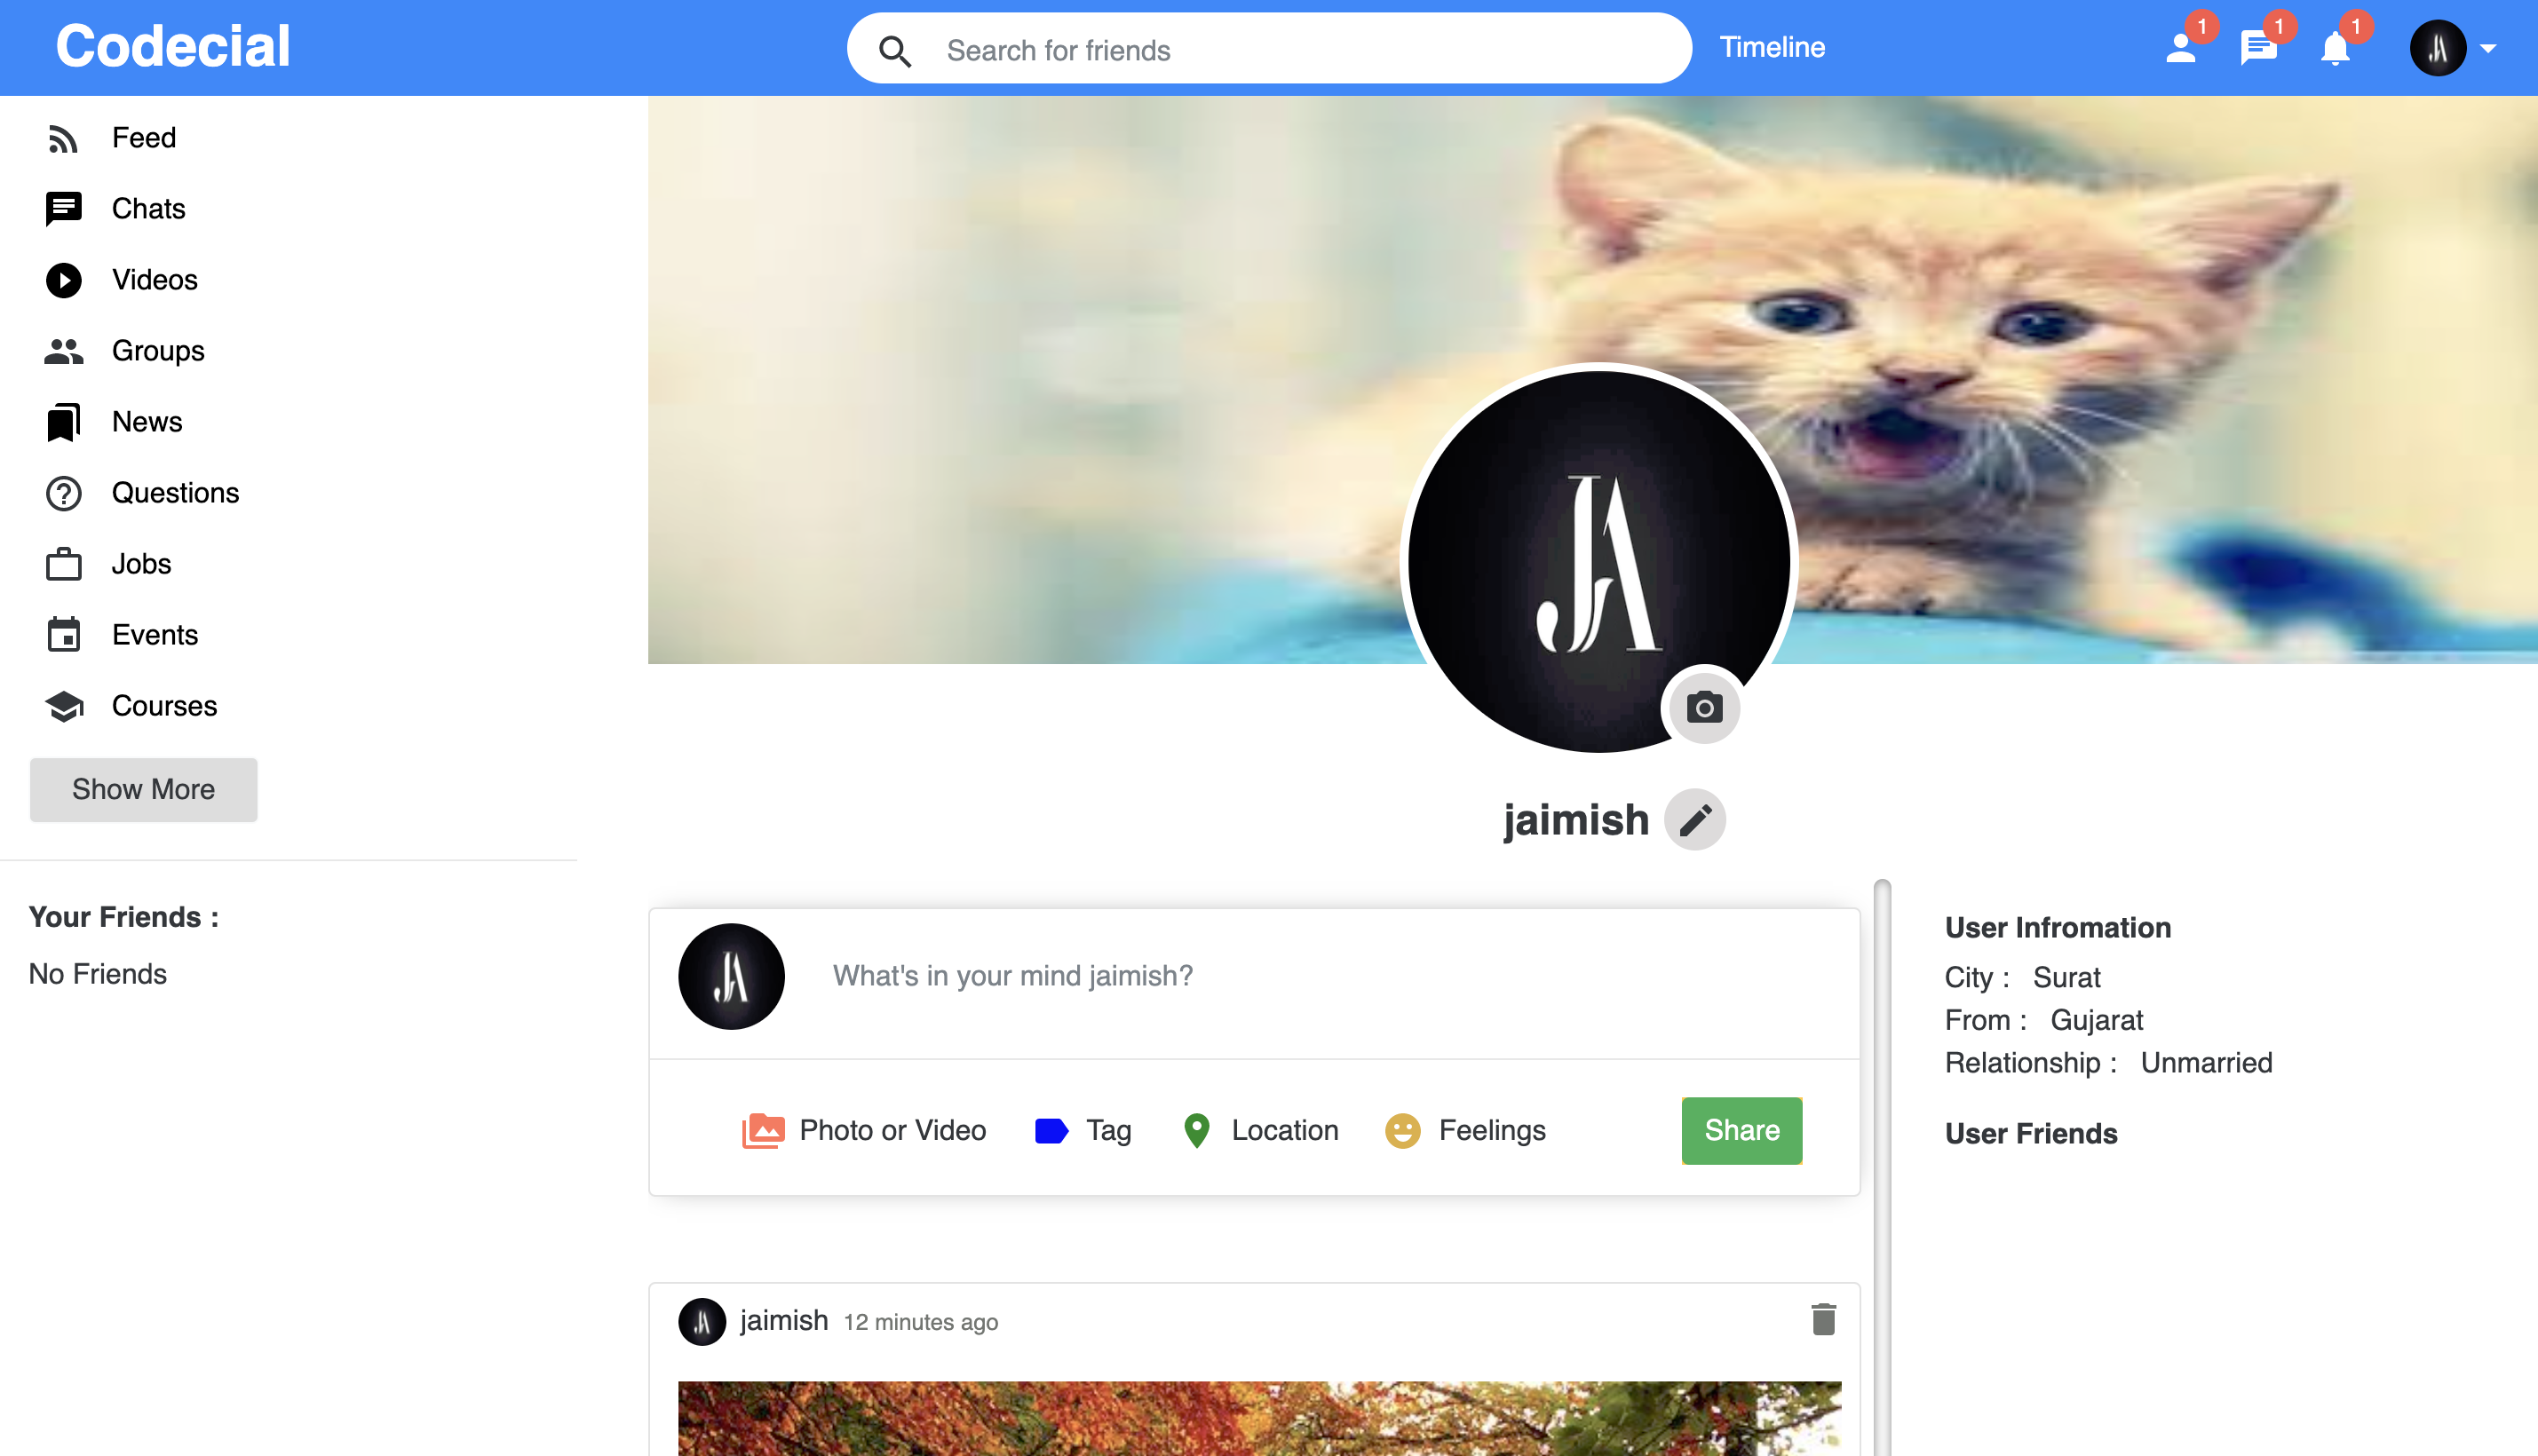 Codecial
Search for friends
Timeline
1
1
1
JA
Feed
Chats
Videos
Groups
News
Questions
Jobs
Events
Courses
Show More
Your Friends :
No Friends
JA
jaimish
JA
What's in your mind jaimish?
Photo or Video
Tag
Location
Feelings
Share
JA
jaimish 12 minutes ago
User Infromation
City : Surat
From : Gujarat
Relationship : Unmarried
User Friends